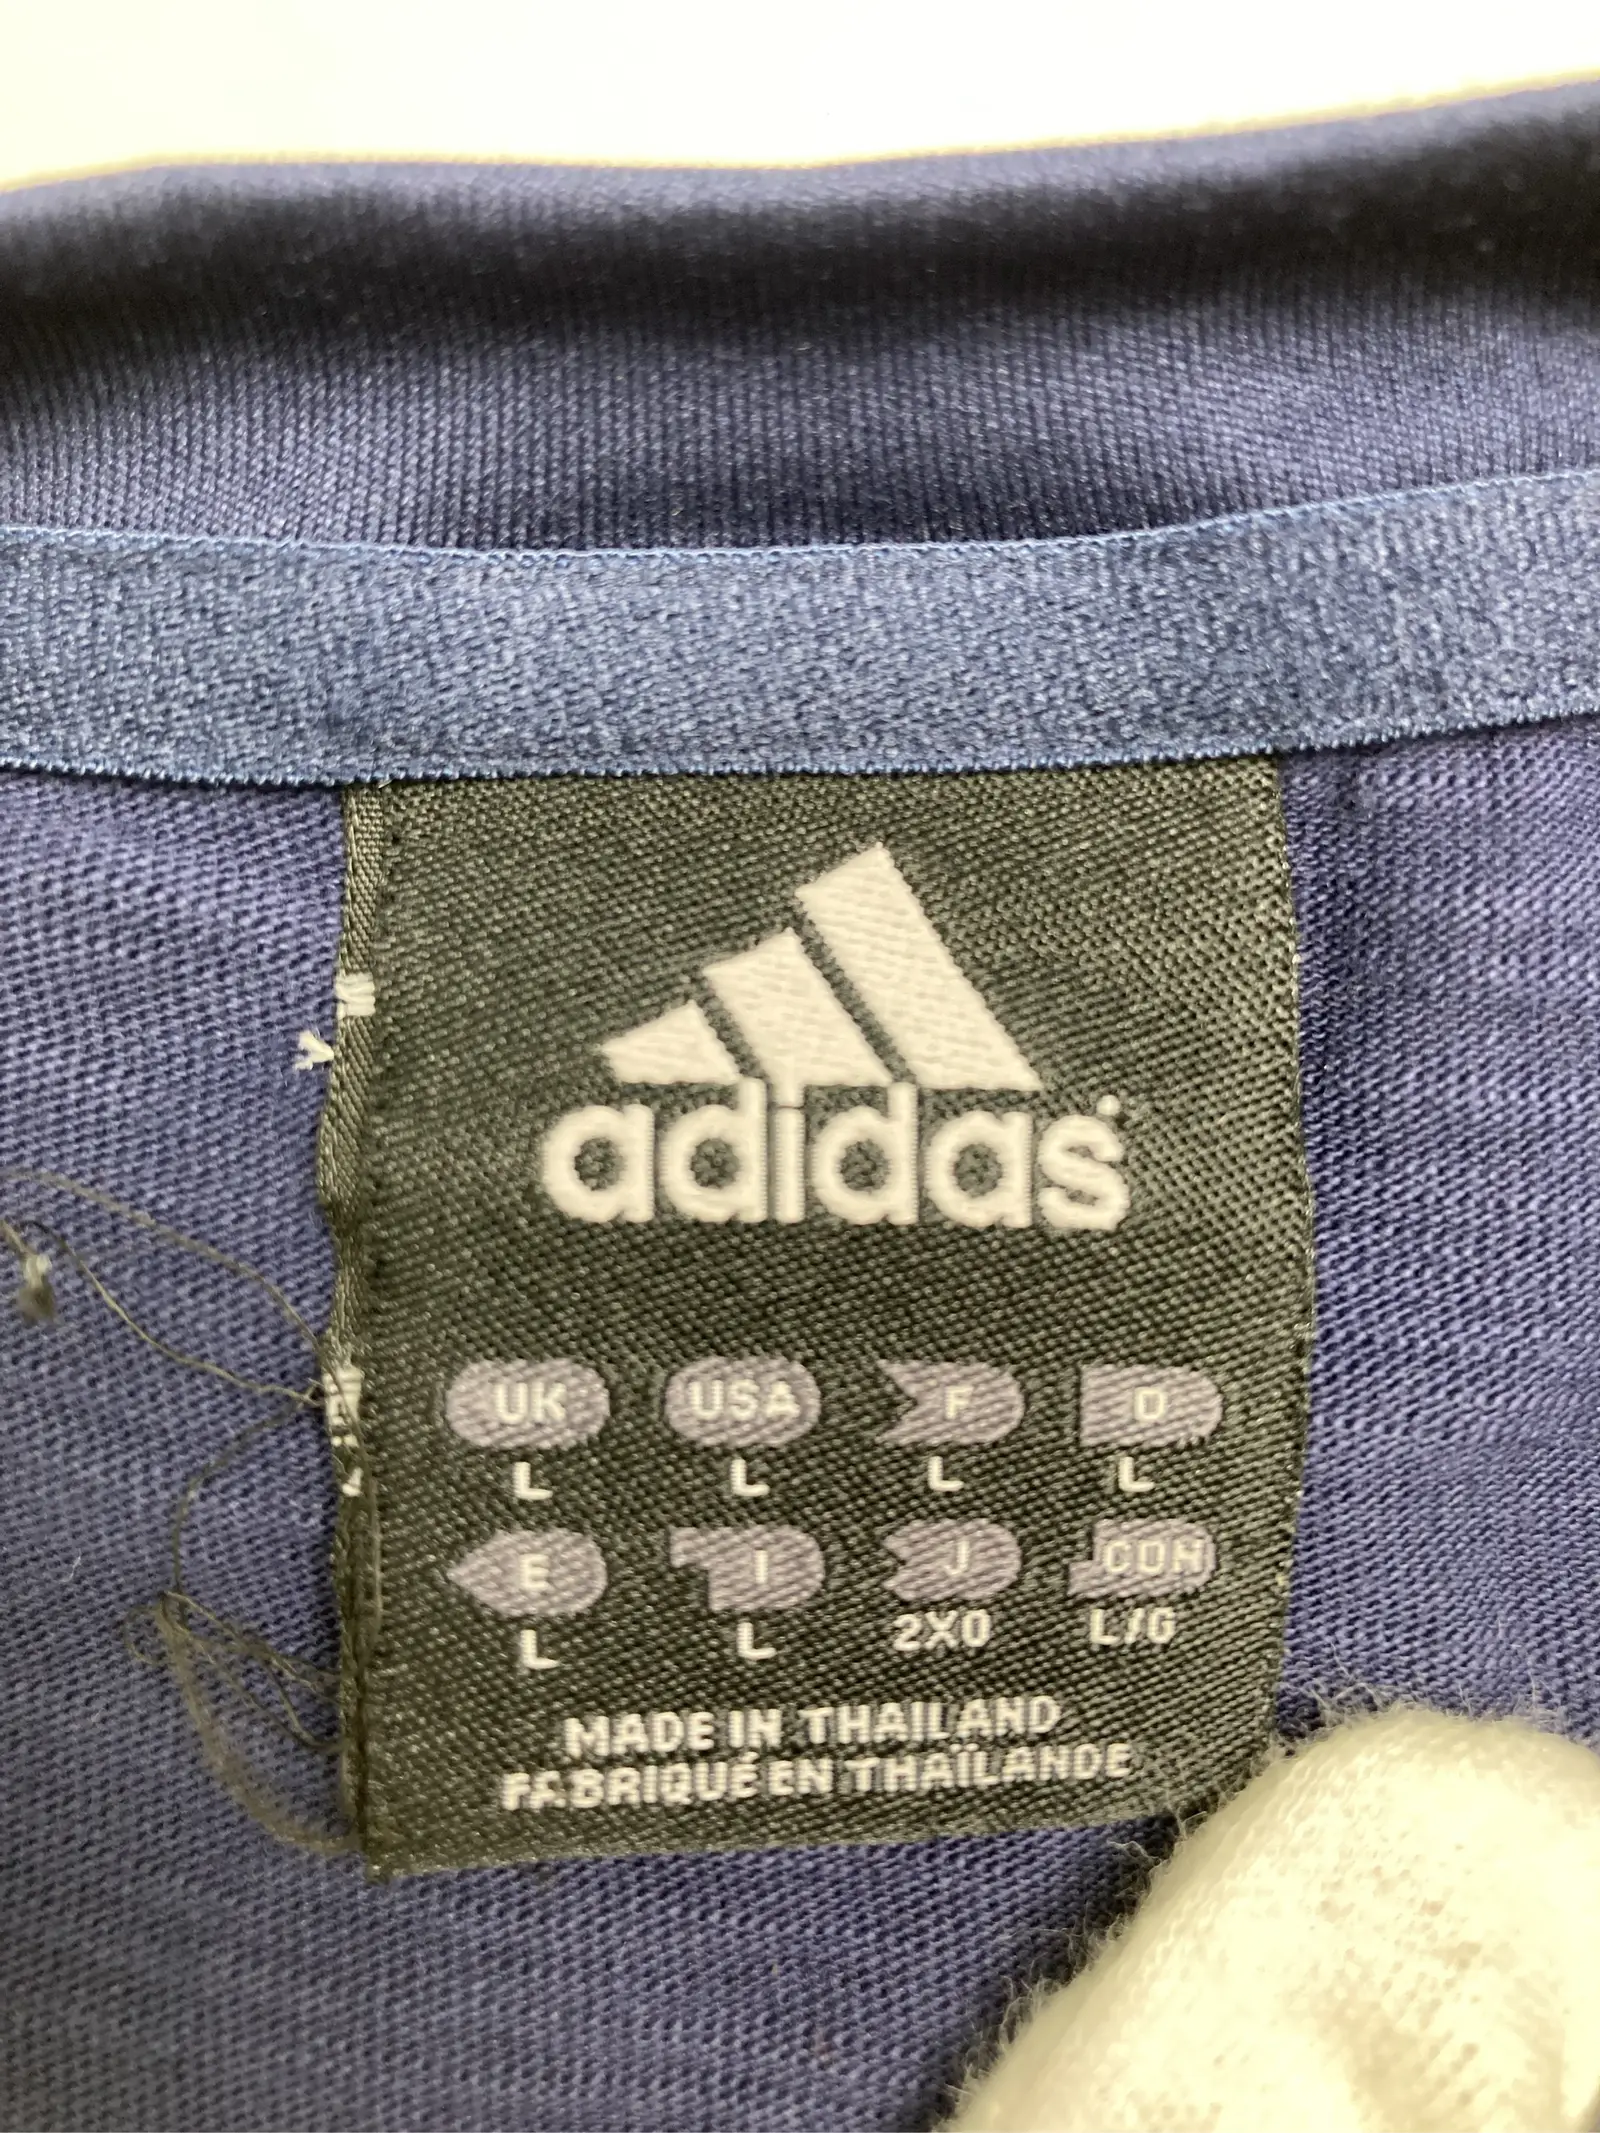 adidas
UK USA F D
L L L L
E I J CDN
L L 2XO L/G
MADE IN THAILAND
FABRIQUÉ EN THAÏLANDE